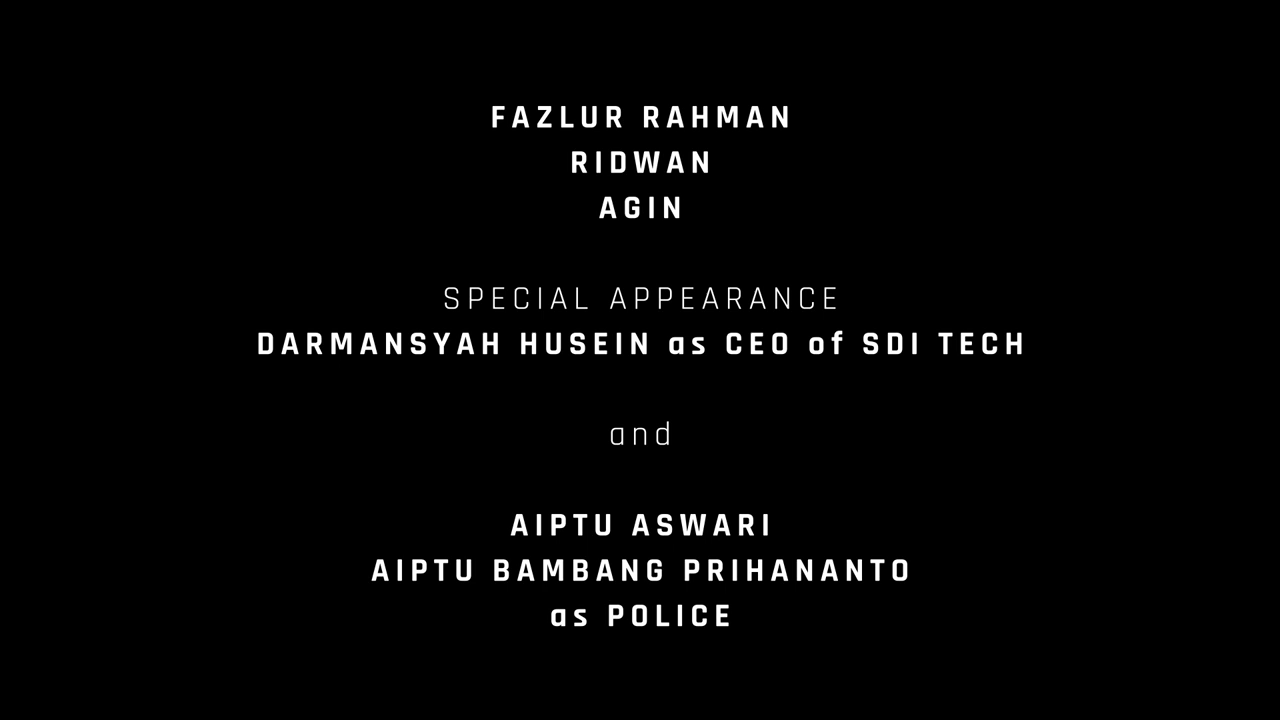 FAZLUR RAHMAN
RIDWAN
AGIN
SPECIAL APPEARANCE
DARMANSYAH HUSEIN as CEO of SDI TECH
and
AIPTU ASWARI
AIPTU BAMBANG PRIHANANTO
as POLICE